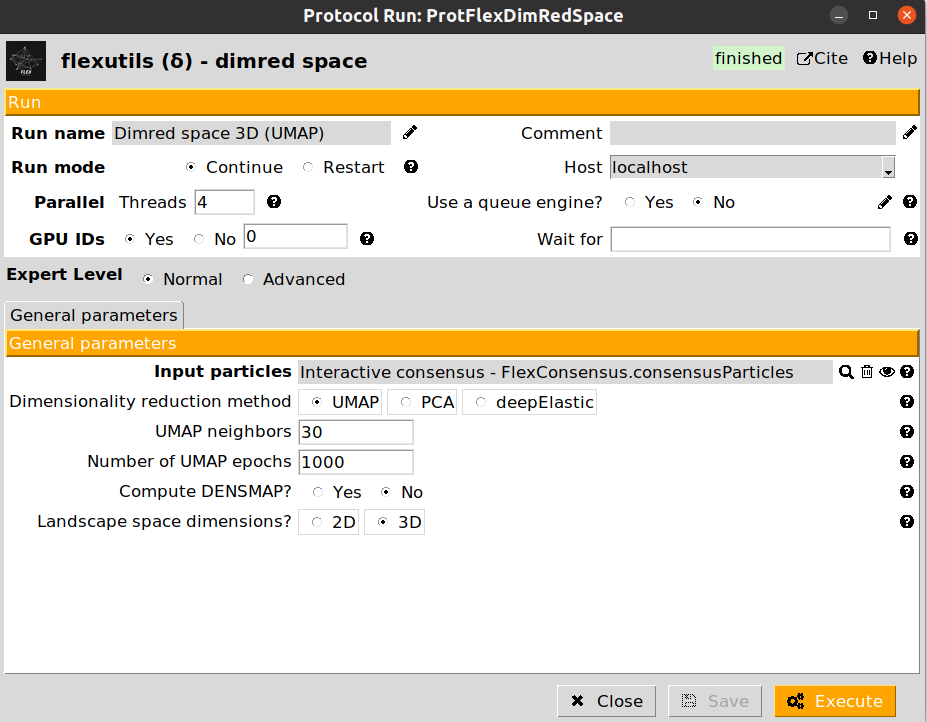 Protocol Run: ProtFlexDimRedSpace
FLEX
flexutils (δ) - dimred space finished Cite Help
Run
Run name Dimred space 3D (UMAP) Comment
Run mode Continue Restart Host localhost
Parallel Threads 4 Use a queue engine? Yes No
GPU IDs Yes No 0 Wait for
Expert Level Normal Advanced
General parameters
General parameters
Input particles Interactive consensus - FlexConsensus.consensusParticles
Dimensionality reduction method UMAP PCA deepElastic
UMAP neighbors 30
Number of UMAP epochs 1000
Compute DENSMAP? Yes No
Landscape space dimensions? 2D 3D
Close Save Execute